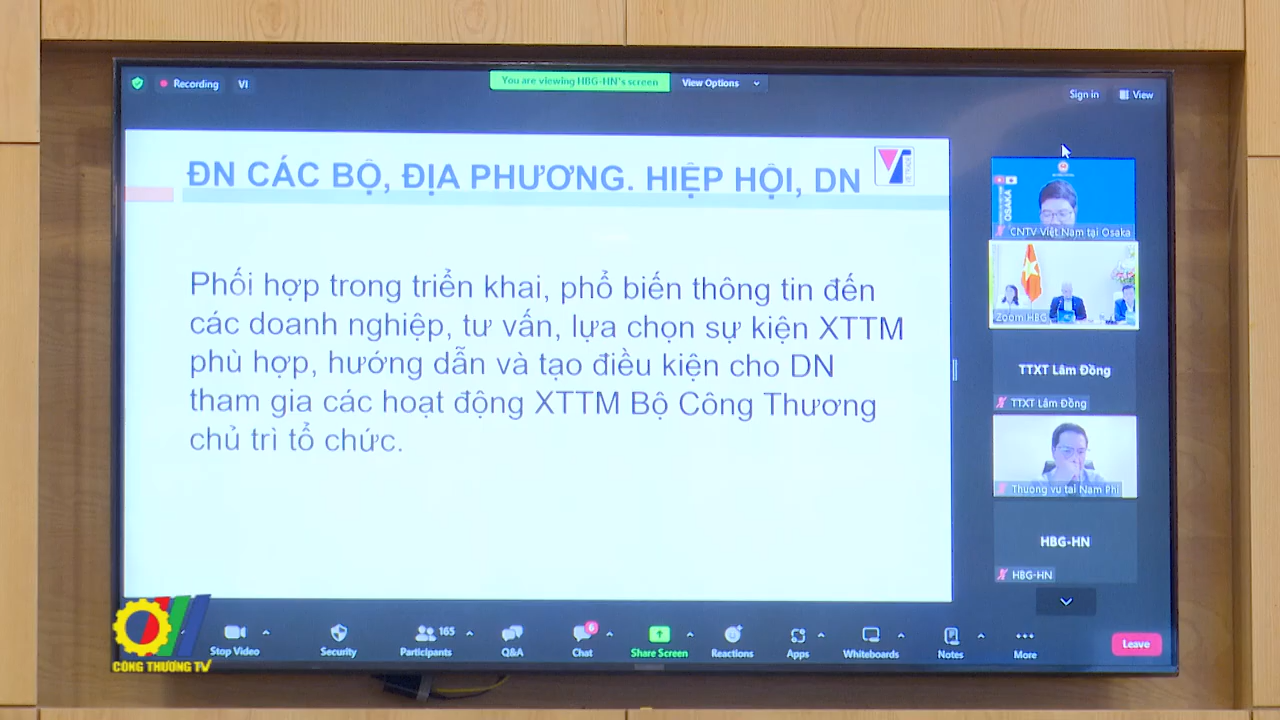 Recording
VI
You are viewing HBG-HN's screen
View Options
Sign in
View
ĐN CÁC BỘ, ĐỊA PHƯƠNG. HIỆP HỘI, DN
Phối hợp trong triển khai, phổ biến thông tin đến
các doanh nghiệp, tư vấn, lựa chọn sự kiện XTTM
phù hợp, hướng dẫn và tạo điều kiện cho DN
tham gia các hoạt động XTTM Bộ Công Thương
chủ trì tổ chức.
OSAKA
CNTV Việt Nam tại Osaka
Zoom HBG
TTXT Lâm Đồng
TTXT Lâm Đồng
Thuong vu tai Nam Phi
HBG-HN
HBG-HN
Stop Video
Security
165
Participants
Q&A
6
Chat
Share Screen
Reactions
Apps
Whiteboards
Notes
More
Leave
CÔNG THƯƠNG TV